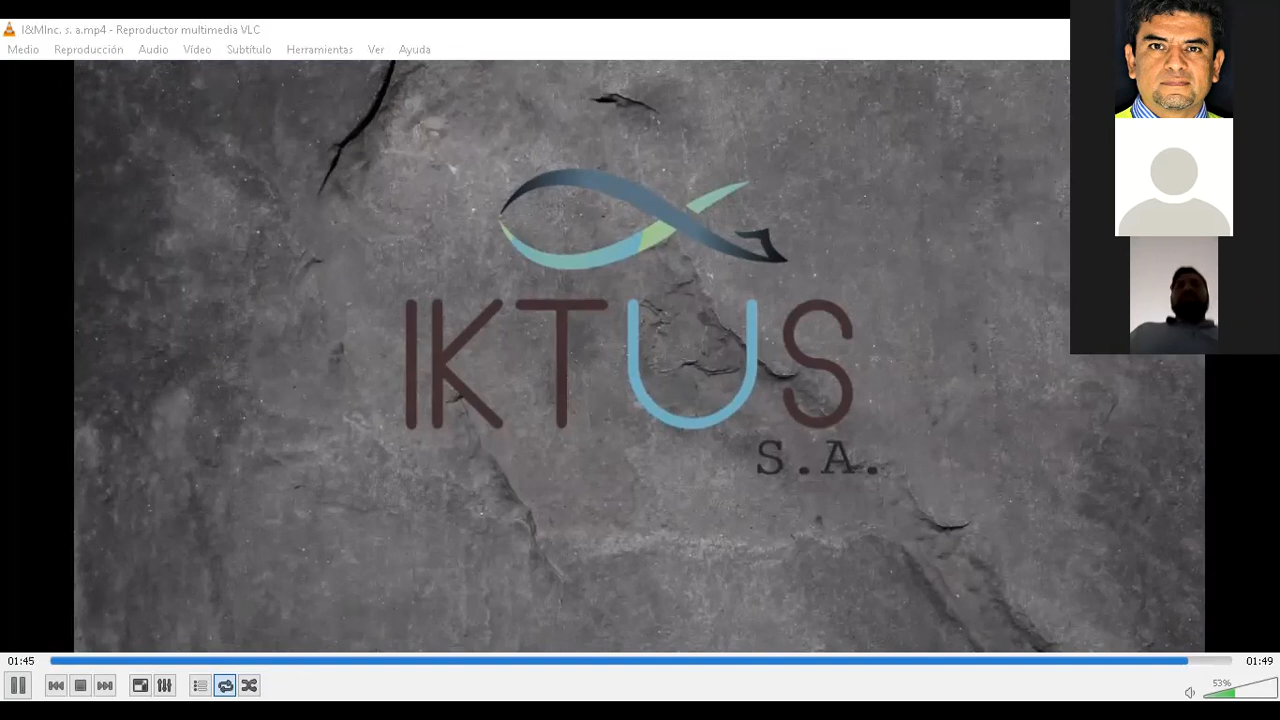 I&MInc. s. a.mp4 - Reproductor multimedia VLC
Medio Reproducción Audio Vídeo Subtítulo Herramientas Ver Ayuda
IKTUS
S.A.
01:45
01:49
53%